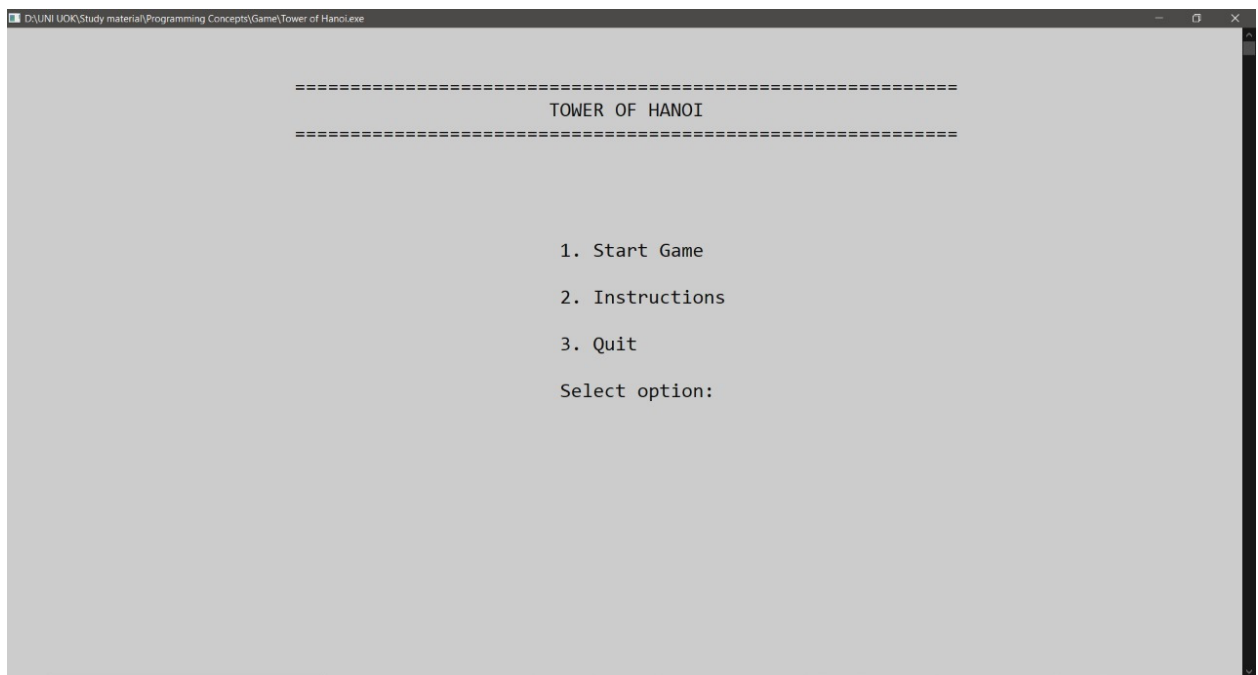 D:\UNI UOK\Study material\Programming Concepts\Game\Tower of Hanoi.exe
============================================================
TOWER OF HANOI
============================================================
1. Start Game
2. Instructions
3. Quit
Select option: